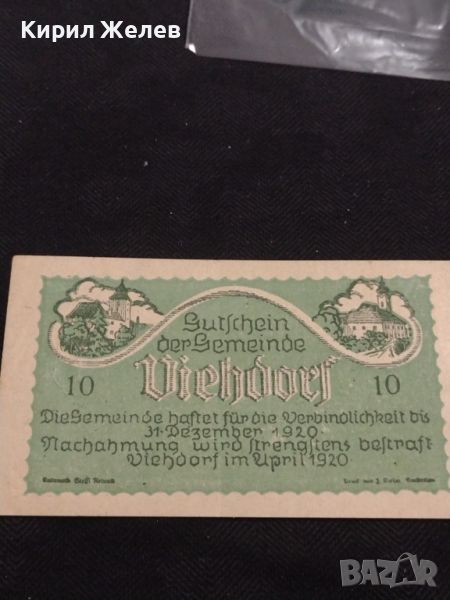 Кирил Желев
Gutschein
der Gemeinde
Viehdorf
10 10
Die Gemeinde haftet für die Verbindlichkeit bis
31. Dezember 1920.
Nachahmung wird strengstens bestraft
Viehdorf im April 1920
BAZAR